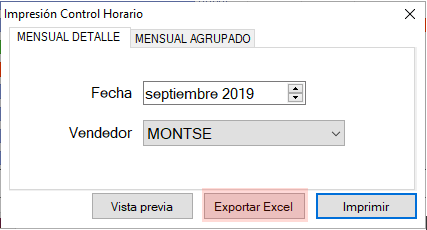 Impresión Control Horario
MENSUAL DETALLE MENSUAL AGRUPADO
Fecha septiembre 2019
Vendedor MONTSE
Vista previa Exportar Excel Imprimir